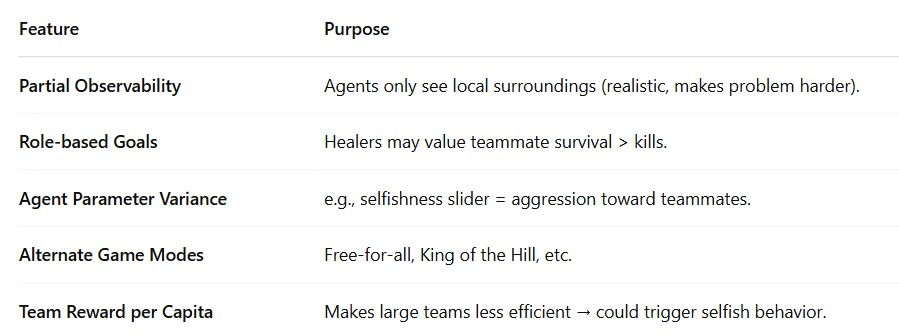 Feature Purpose
Partial Observability Agents only see local surroundings (realistic, makes problem harder).
Role-based Goals Healers may value teammate survival > kills.
Agent Parameter Variance e.g., selfishness slider = aggression toward teammates.
Alternate Game Modes Free-for-all, King of the Hill, etc.
Team Reward per Capita Makes large teams less efficient → could trigger selfish behavior.